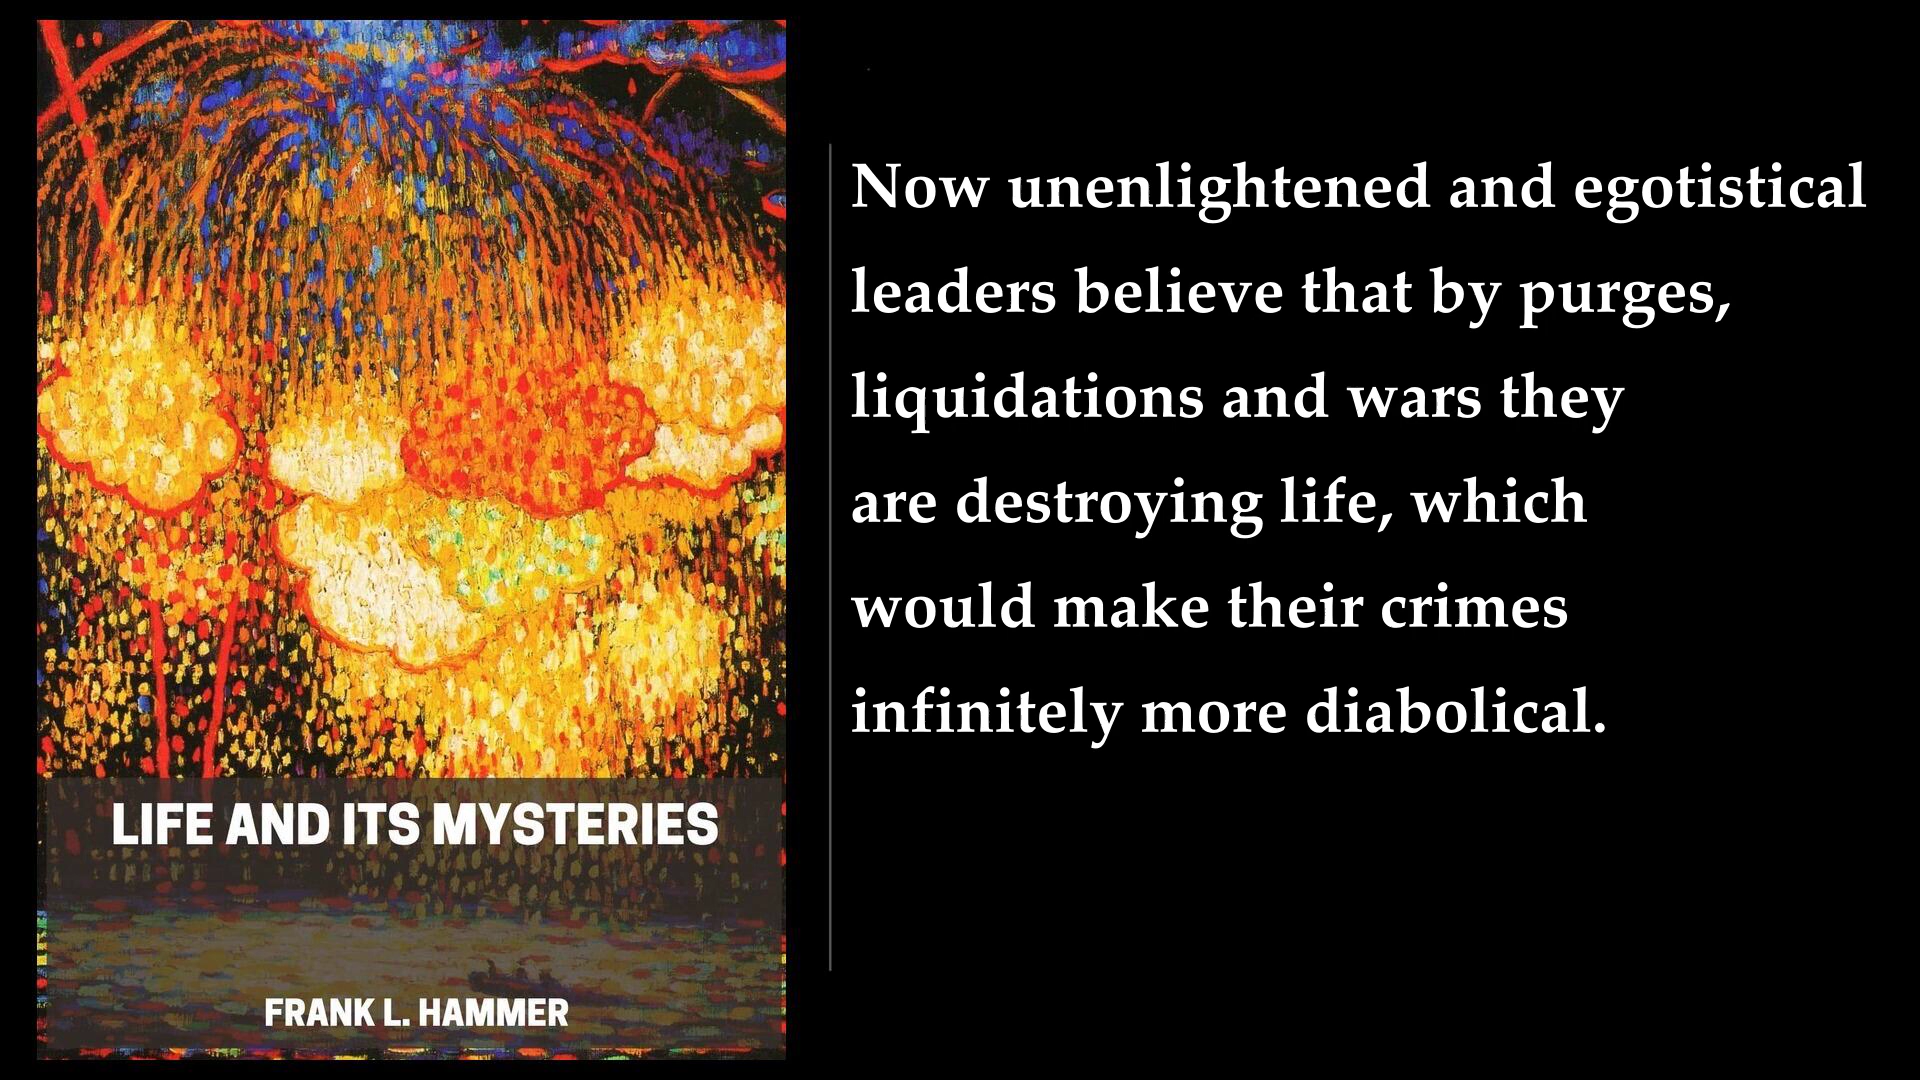 LIFE AND ITS MYSTERIES
FRANK L. HAMMER
Now unenlightened and egotistical
leaders believe that by purges,
liquidations and wars they
are destroying life, which
would make their crimes
infinitely more diabolical.